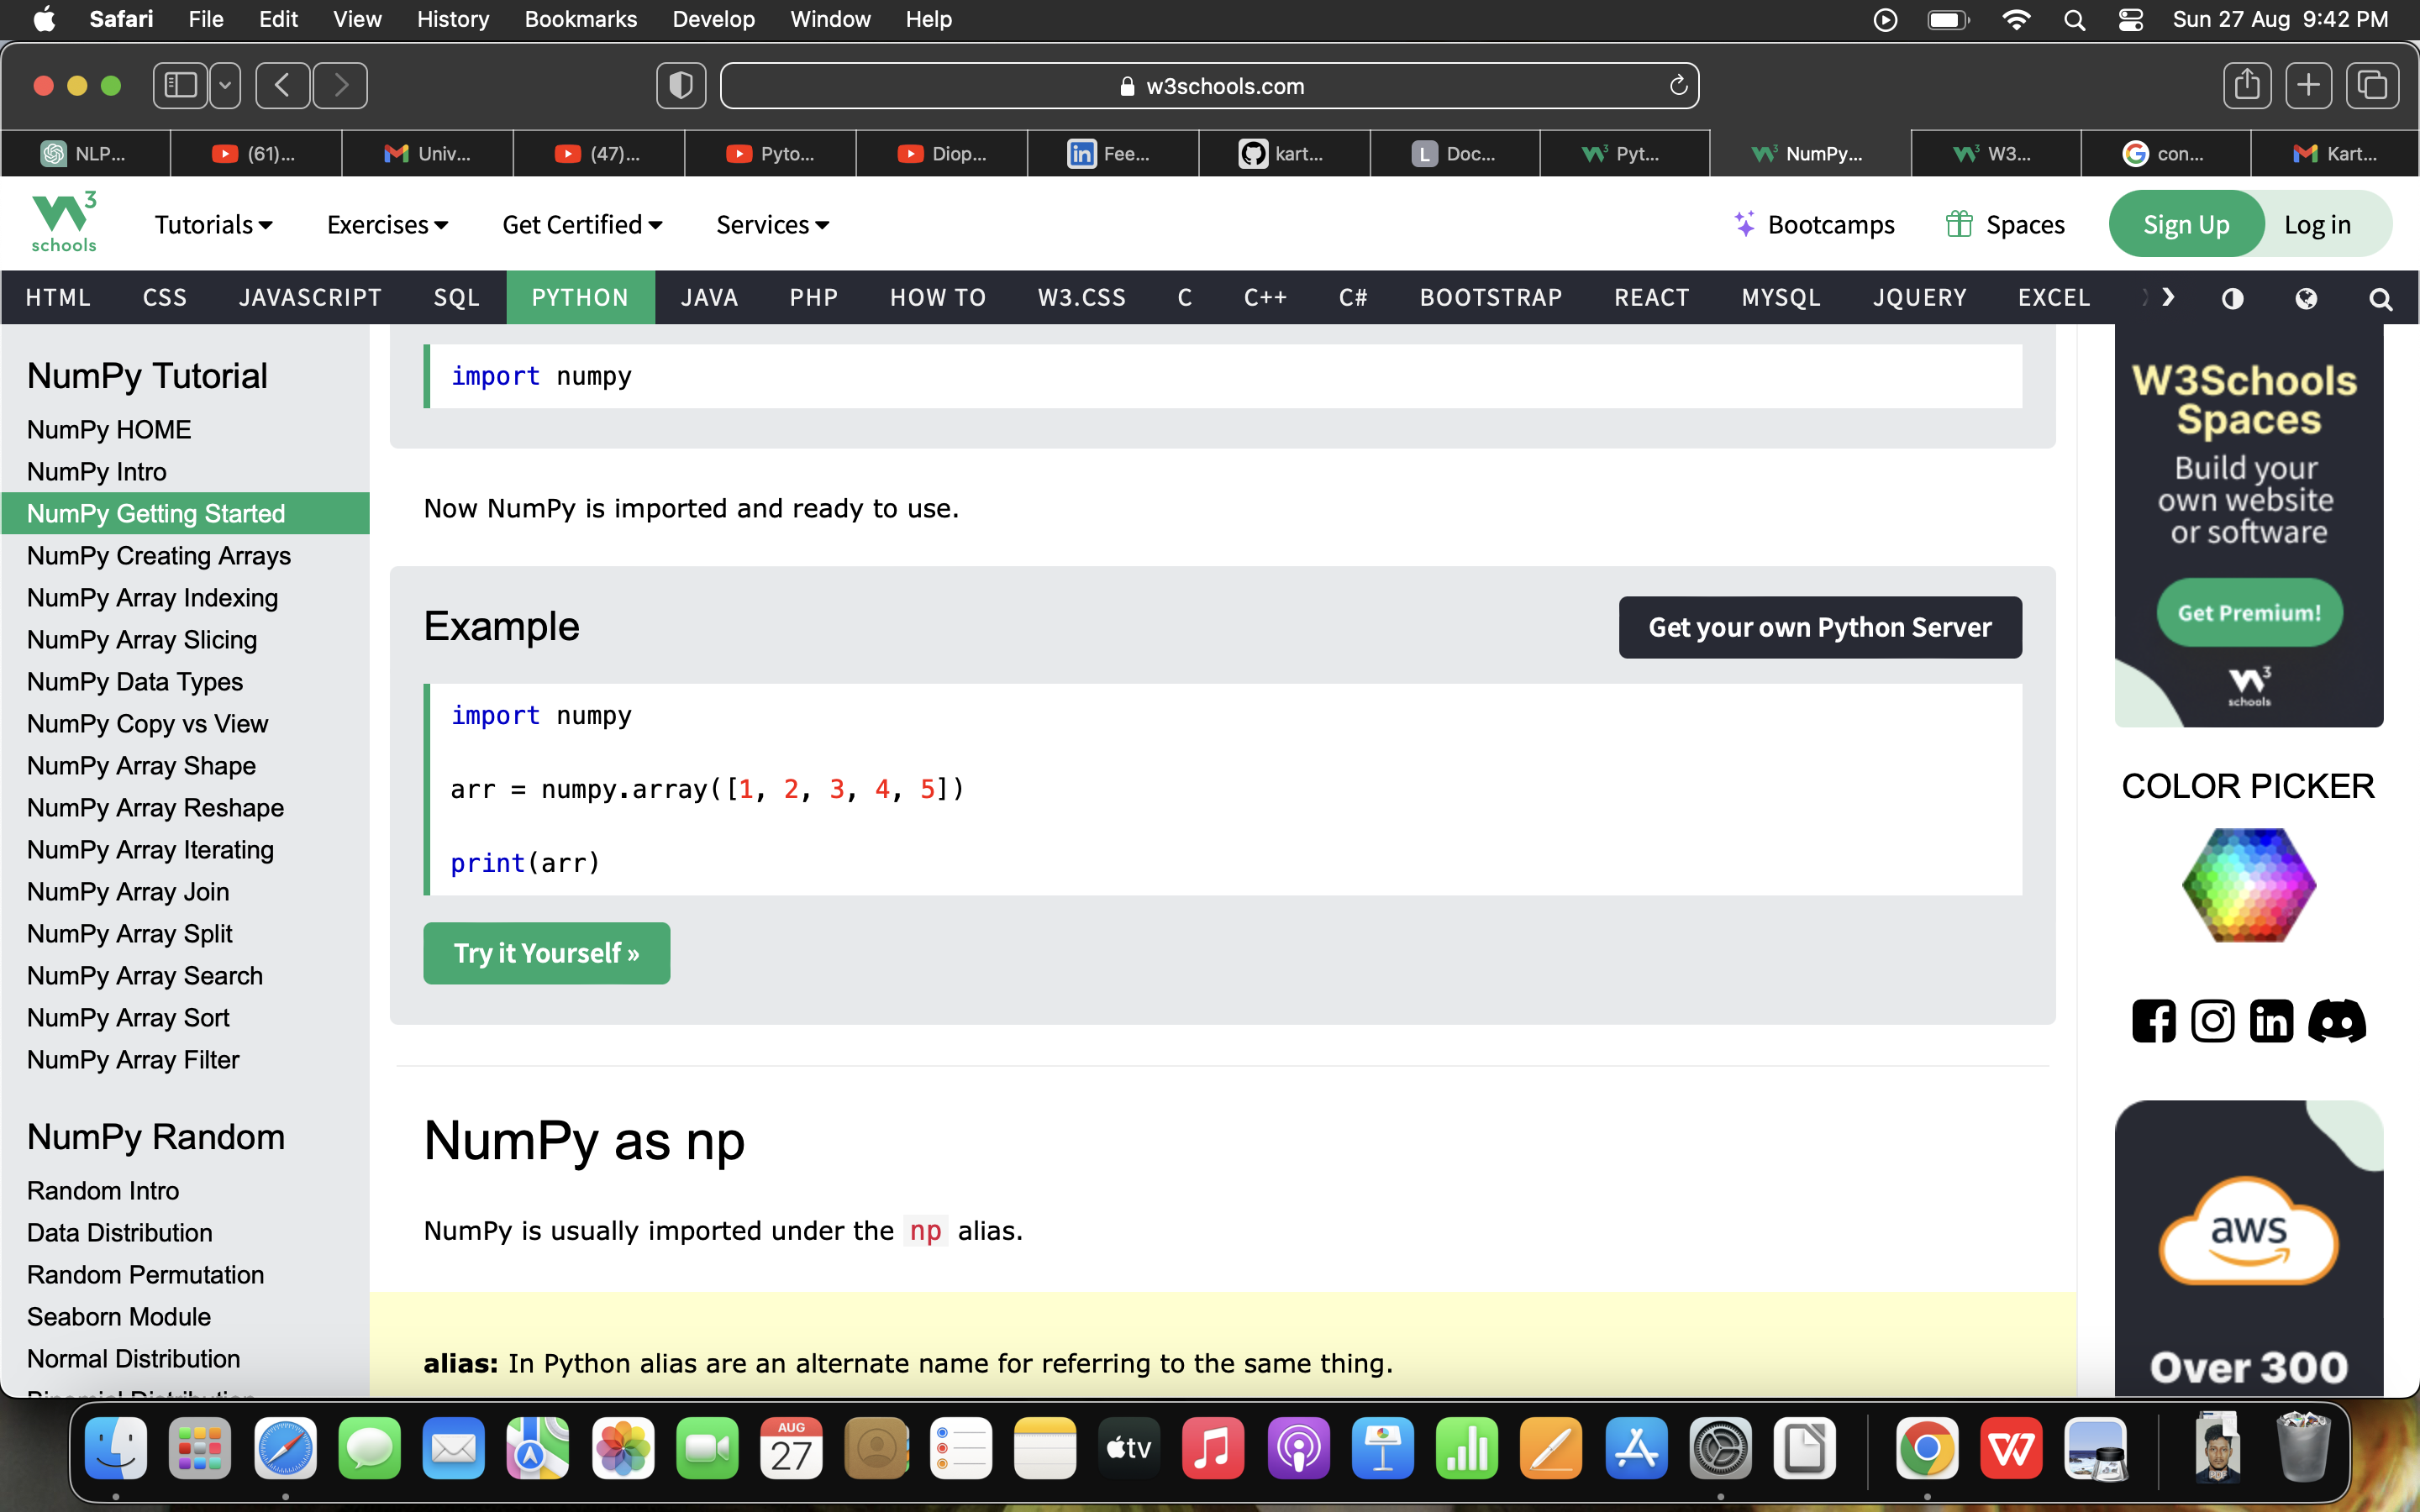 Safari File Edit View History Bookmarks Develop Window Help Sun 27 Aug 9:42 PM
w3schools.com
NLP... (61)... Univ... (47)... Pyto... Diop... Fee... kart... L Doc... Pyt... NumPy... W3... con... Kart...
W3 schools Tutorials Exercises Get Certified Services Bootcamps Spaces Sign Up Log in
HTML CSS JAVASCRIPT SQL PYTHON JAVA PHP HOW TO W3.CSS C C++ C# BOOTSTRAP REACT MYSQL JQUERY EXCEL
NumPy Tutorial
NumPy HOME
NumPy Intro
NumPy Getting Started
NumPy Creating Arrays
NumPy Array Indexing
NumPy Array Slicing
NumPy Data Types
NumPy Copy vs View
NumPy Array Shape
NumPy Array Reshape
NumPy Array Iterating
NumPy Array Join
NumPy Array Split
NumPy Array Search
NumPy Array Sort
NumPy Array Filter
NumPy Random
Random Intro
Data Distribution
Random Permutation
Seaborn Module
Normal Distribution
Binomial Distribution
import numpy
Now NumPy is imported and ready to use.
Example
Get your own Python Server
import numpy
arr = numpy.array([1, 2, 3, 4, 5])
print(arr)
Try it Yourself »
NumPy as np
NumPy is usually imported under the np alias.
alias: In Python alias are an alternate name for referring to the same thing.
W3Schools
Spaces
Build your
own website
or software
Get Premium!
W3 schools
COLOR PICKER
aws
Over 300
AUG
27
tv